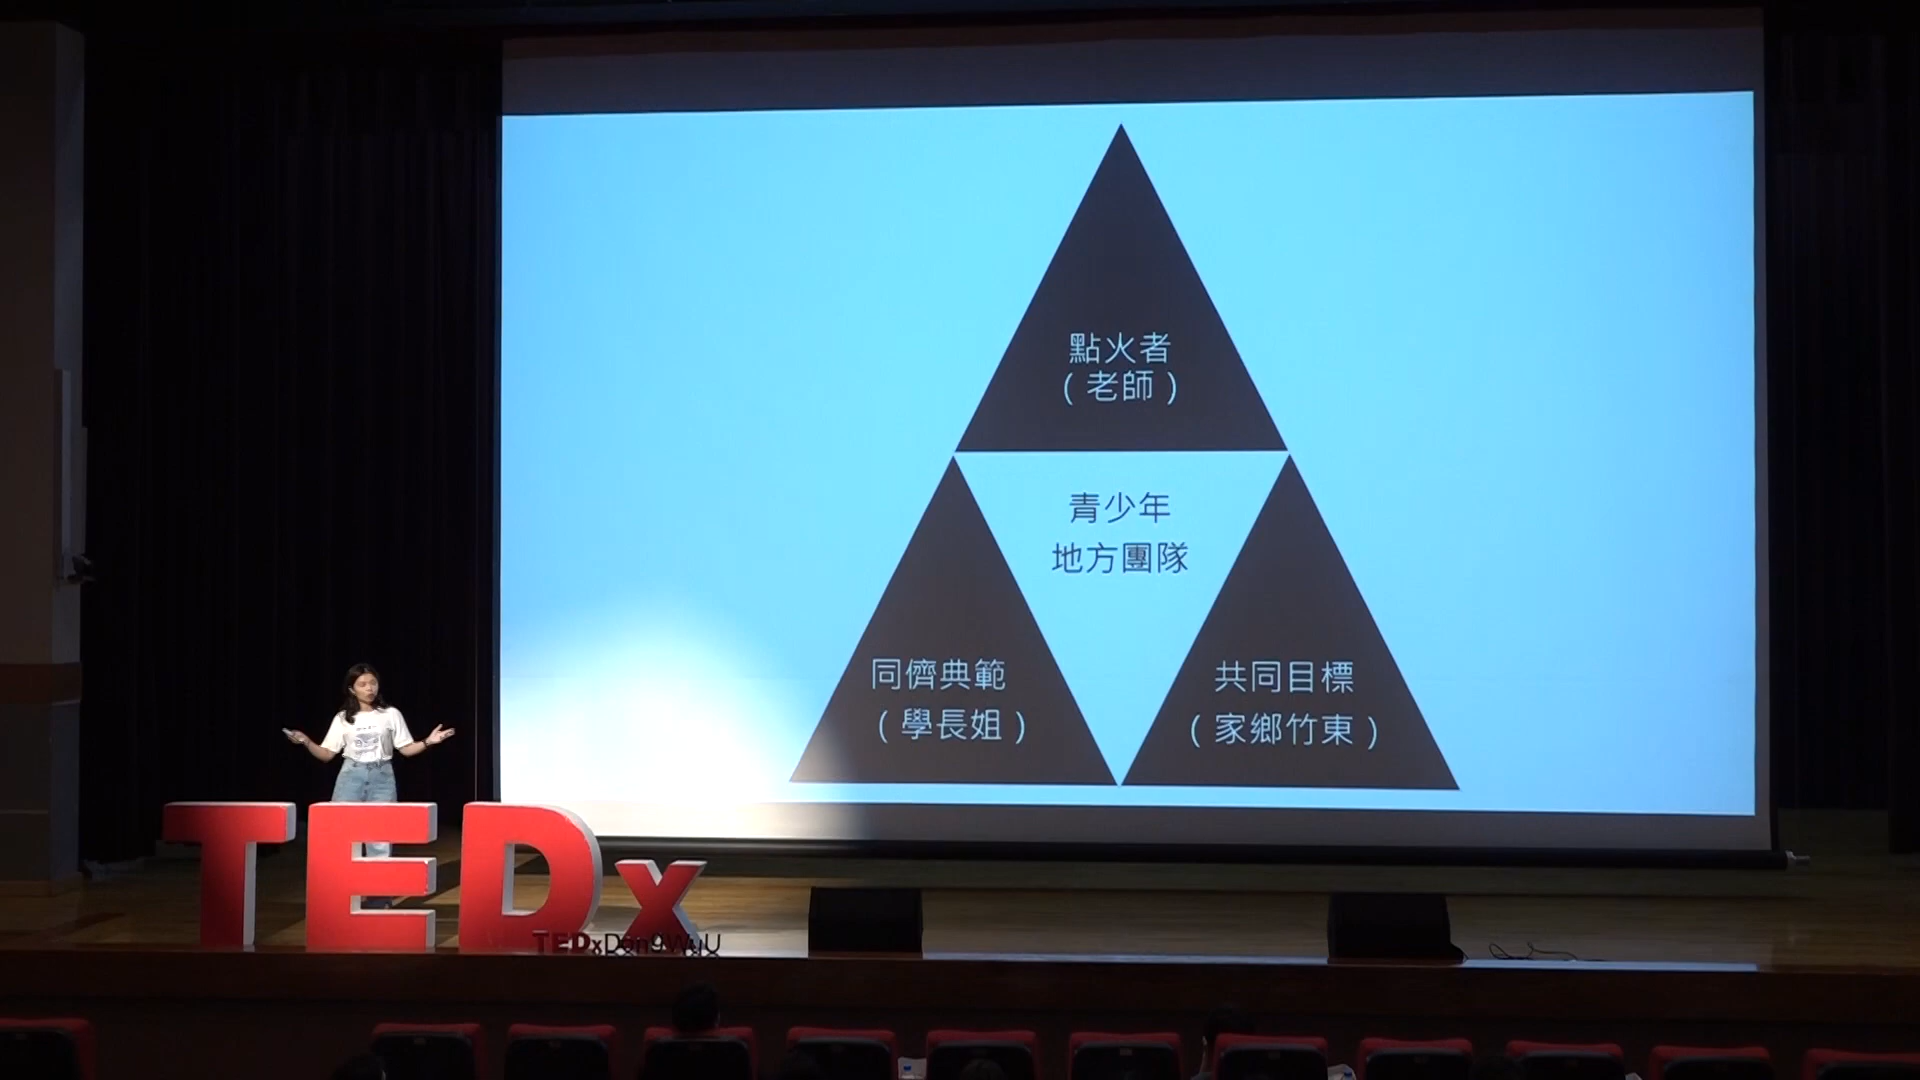 點火者
(老師)
青少年
地方團隊
同儕典範
(學長姐)
共同目標
(家鄉竹東)
TEDx
TEDxDongWuU